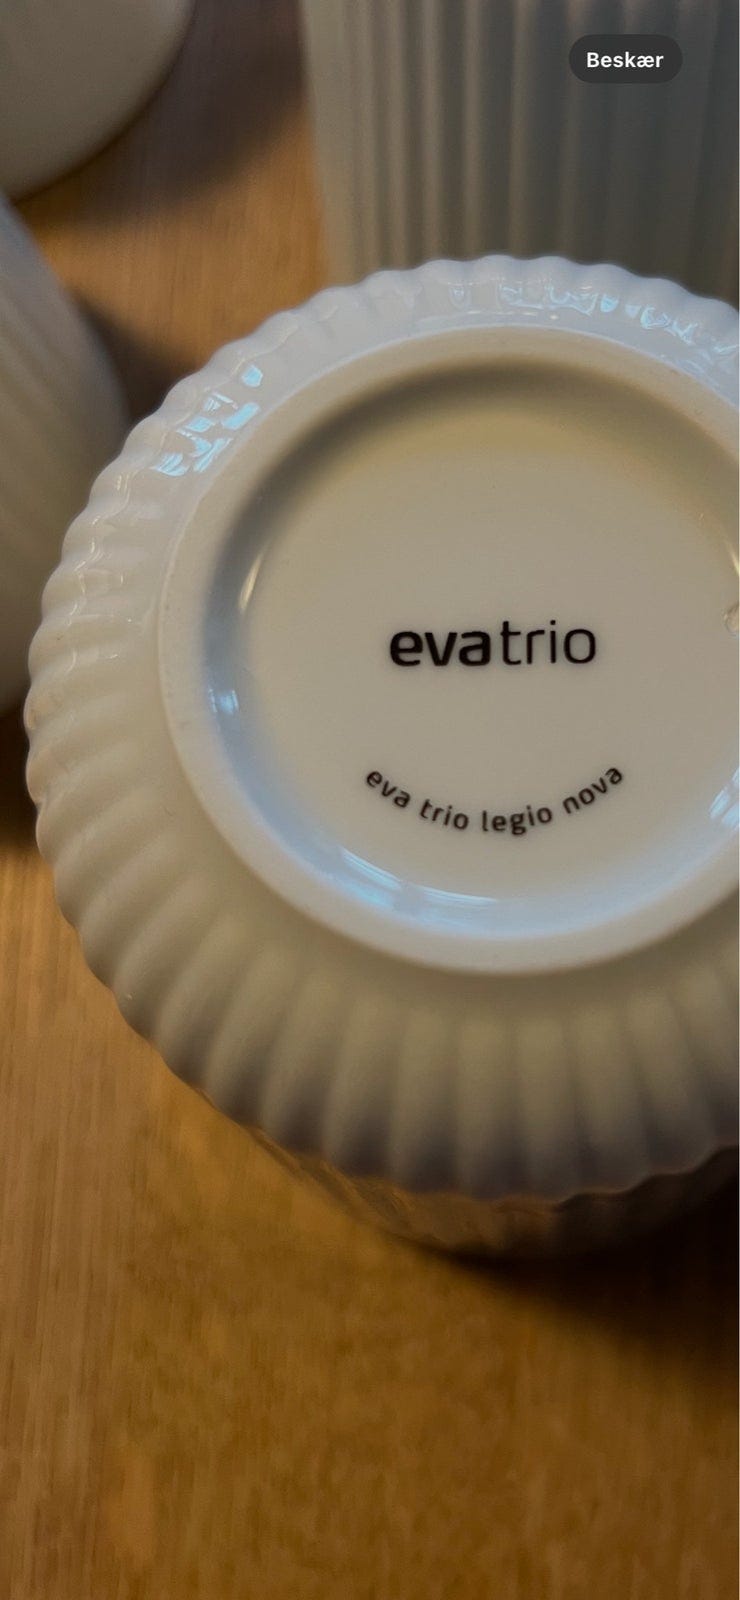 Beskær
evatrio
eva trio legio nova